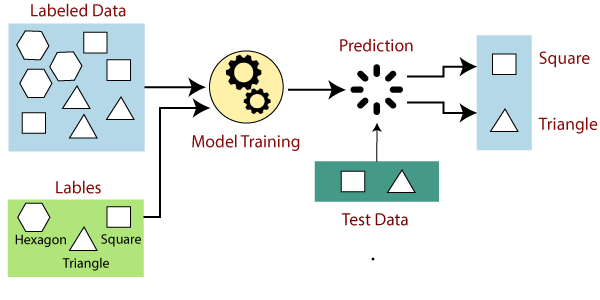 Labeled Data
Prediction
Square
Model Training
Triangle
Lables
Hexagon
Square
Triangle
Test Data
.